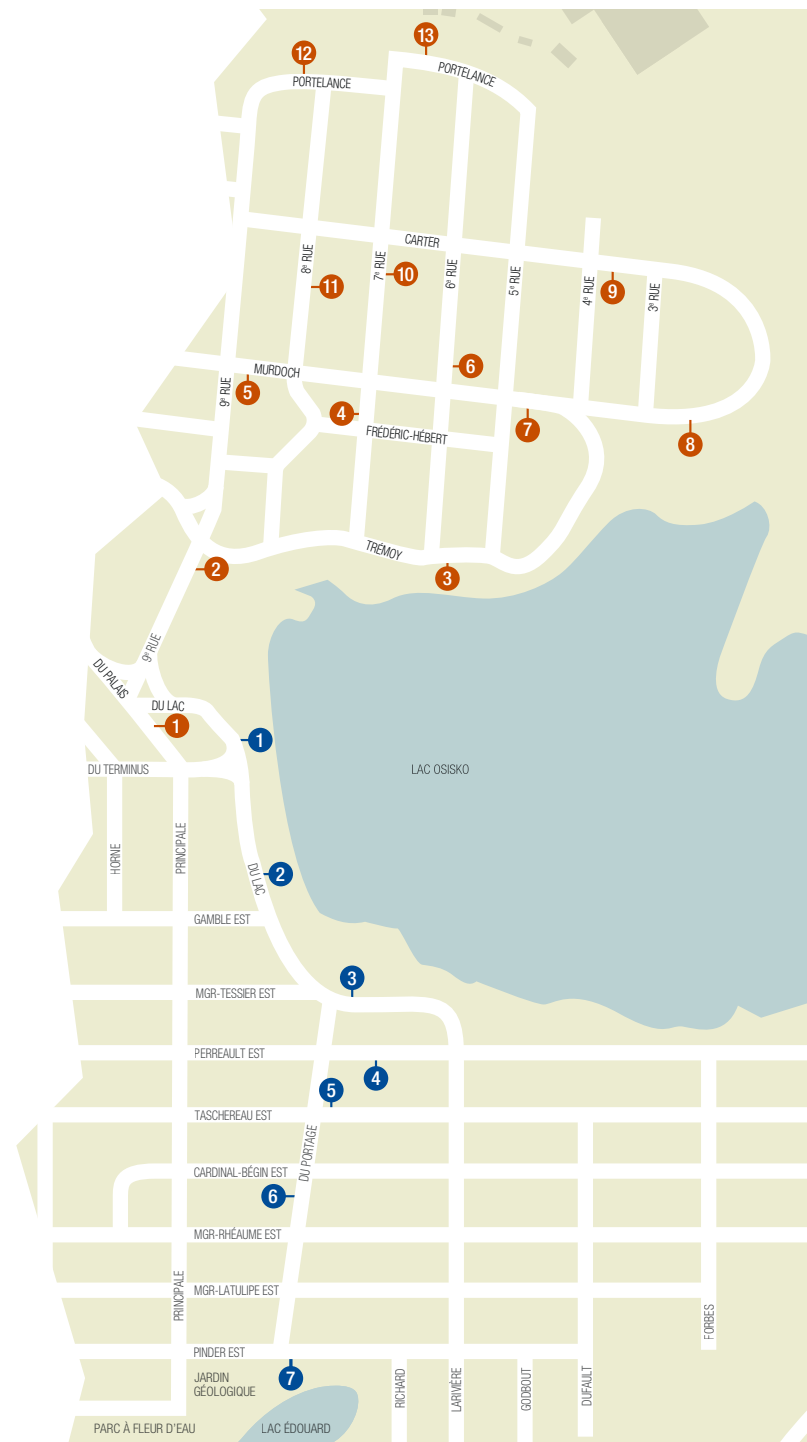 13
12
PORTELANCE
PORTELANCE
CARTER
8e RUE
7e RUE
6e RUE
5e RUE
4e RUE
3e RUE
11
10
9
MURDOCH
9e RUE
5
6
4
7
8
FRÉDÉRIC-HÉBERT
TRÉMOY
2
3
9e RUE
DU PALAIS
DU LAC
1
1
DU TERMINUS
LAC OSISKO
HORNE
PRINCIPALE
DU LAC
2
GAMBLE EST
3
MGR-TESSIER EST
PERREAULT EST
4
5
TASCHEREAU EST
DU PORTAGE
CARDINAL-BÉGIN EST
6
MGR-RHÉAUME EST
PRINCIPALE
MGR-LATULIPE EST
FORBES
PINDER EST
JARDIN
GÉOLOGIQUE
7
RICHARD
LARIVIÈRE
GODBOUT
DUFAULT
PARC À FLEUR D'EAU
LAC ÉDOUARD